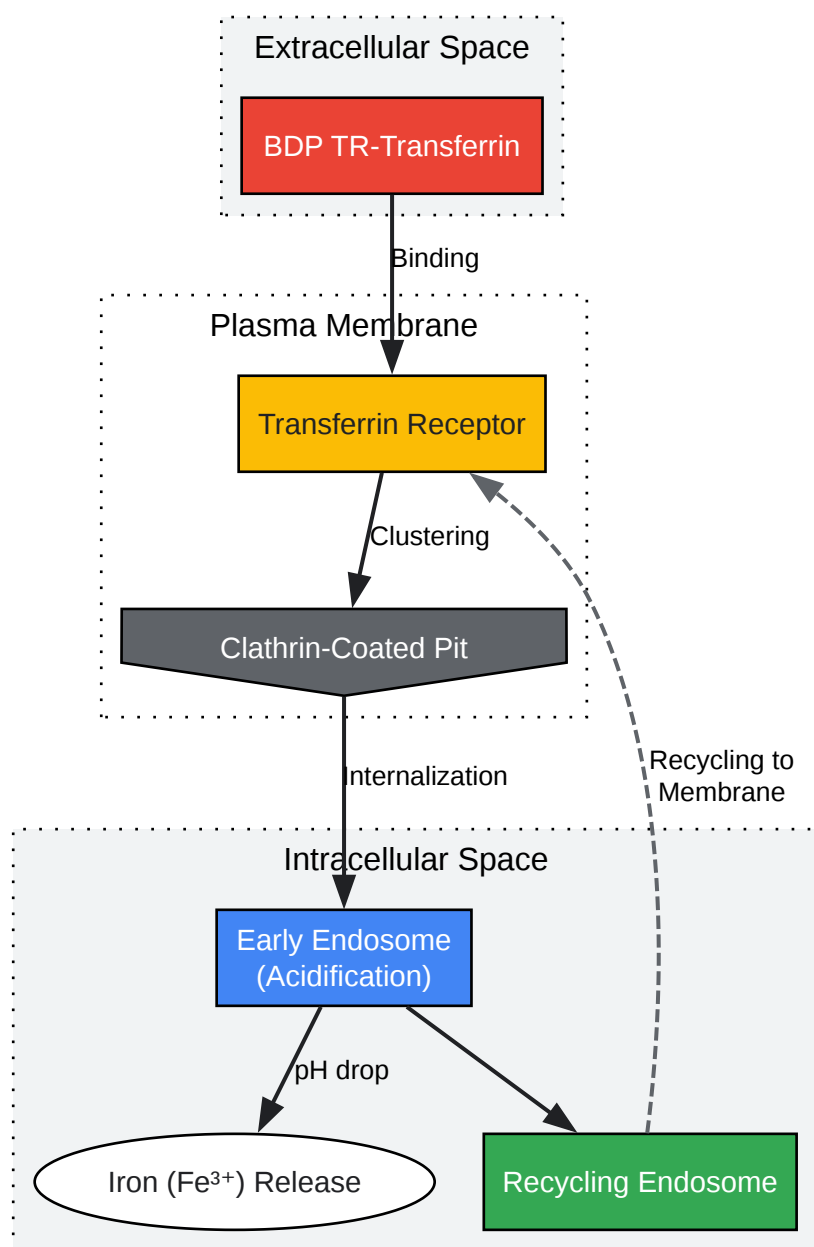 Extracellular Space
BDP TR-Transferrin
Binding
Plasma Membrane
Transferrin Receptor
Clustering
Clathrin-Coated Pit
Internalization
Recycling to
Membrane
Intracellular Space
Early Endosome
(Acidification)
pH drop
Iron (Fe³⁺) Release
Recycling Endosome